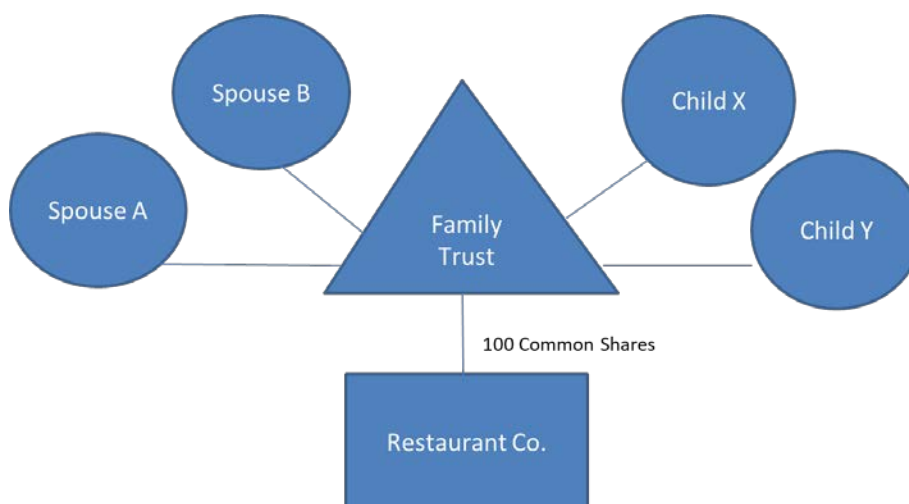 Spouse B
Child X
Spouse A
Child Y
Family
Trust
100 Common Shares
Restaurant Co.